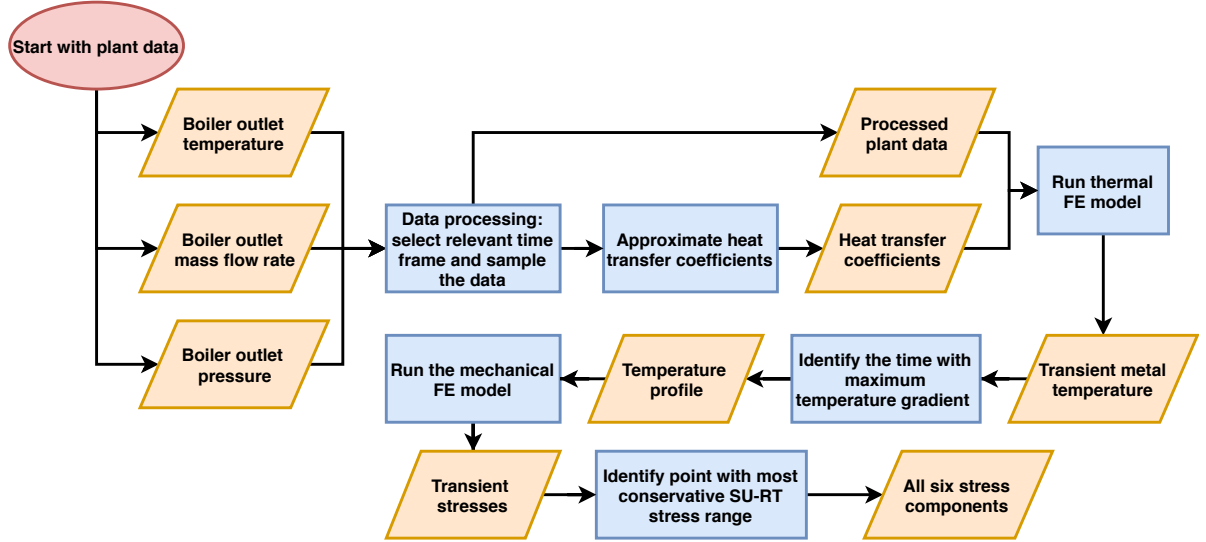 Start with plant data
Boiler outlet
temperature
Boiler outlet
mass flow rate
Boiler outlet
pressure
Data processing:
select relevant time
frame and sample
the data
Approximate heat
transfer coefficients
Processed
plant data
Heat transfer
coefficients
Run thermal
FE model
Transient metal
temperature
Identify the time with
maximum
temperature gradient
Temperature
profile
Run the mechanical
FE model
Transient
stresses
Identify point with most
conservative SU-RT
stress range
All six stress
components